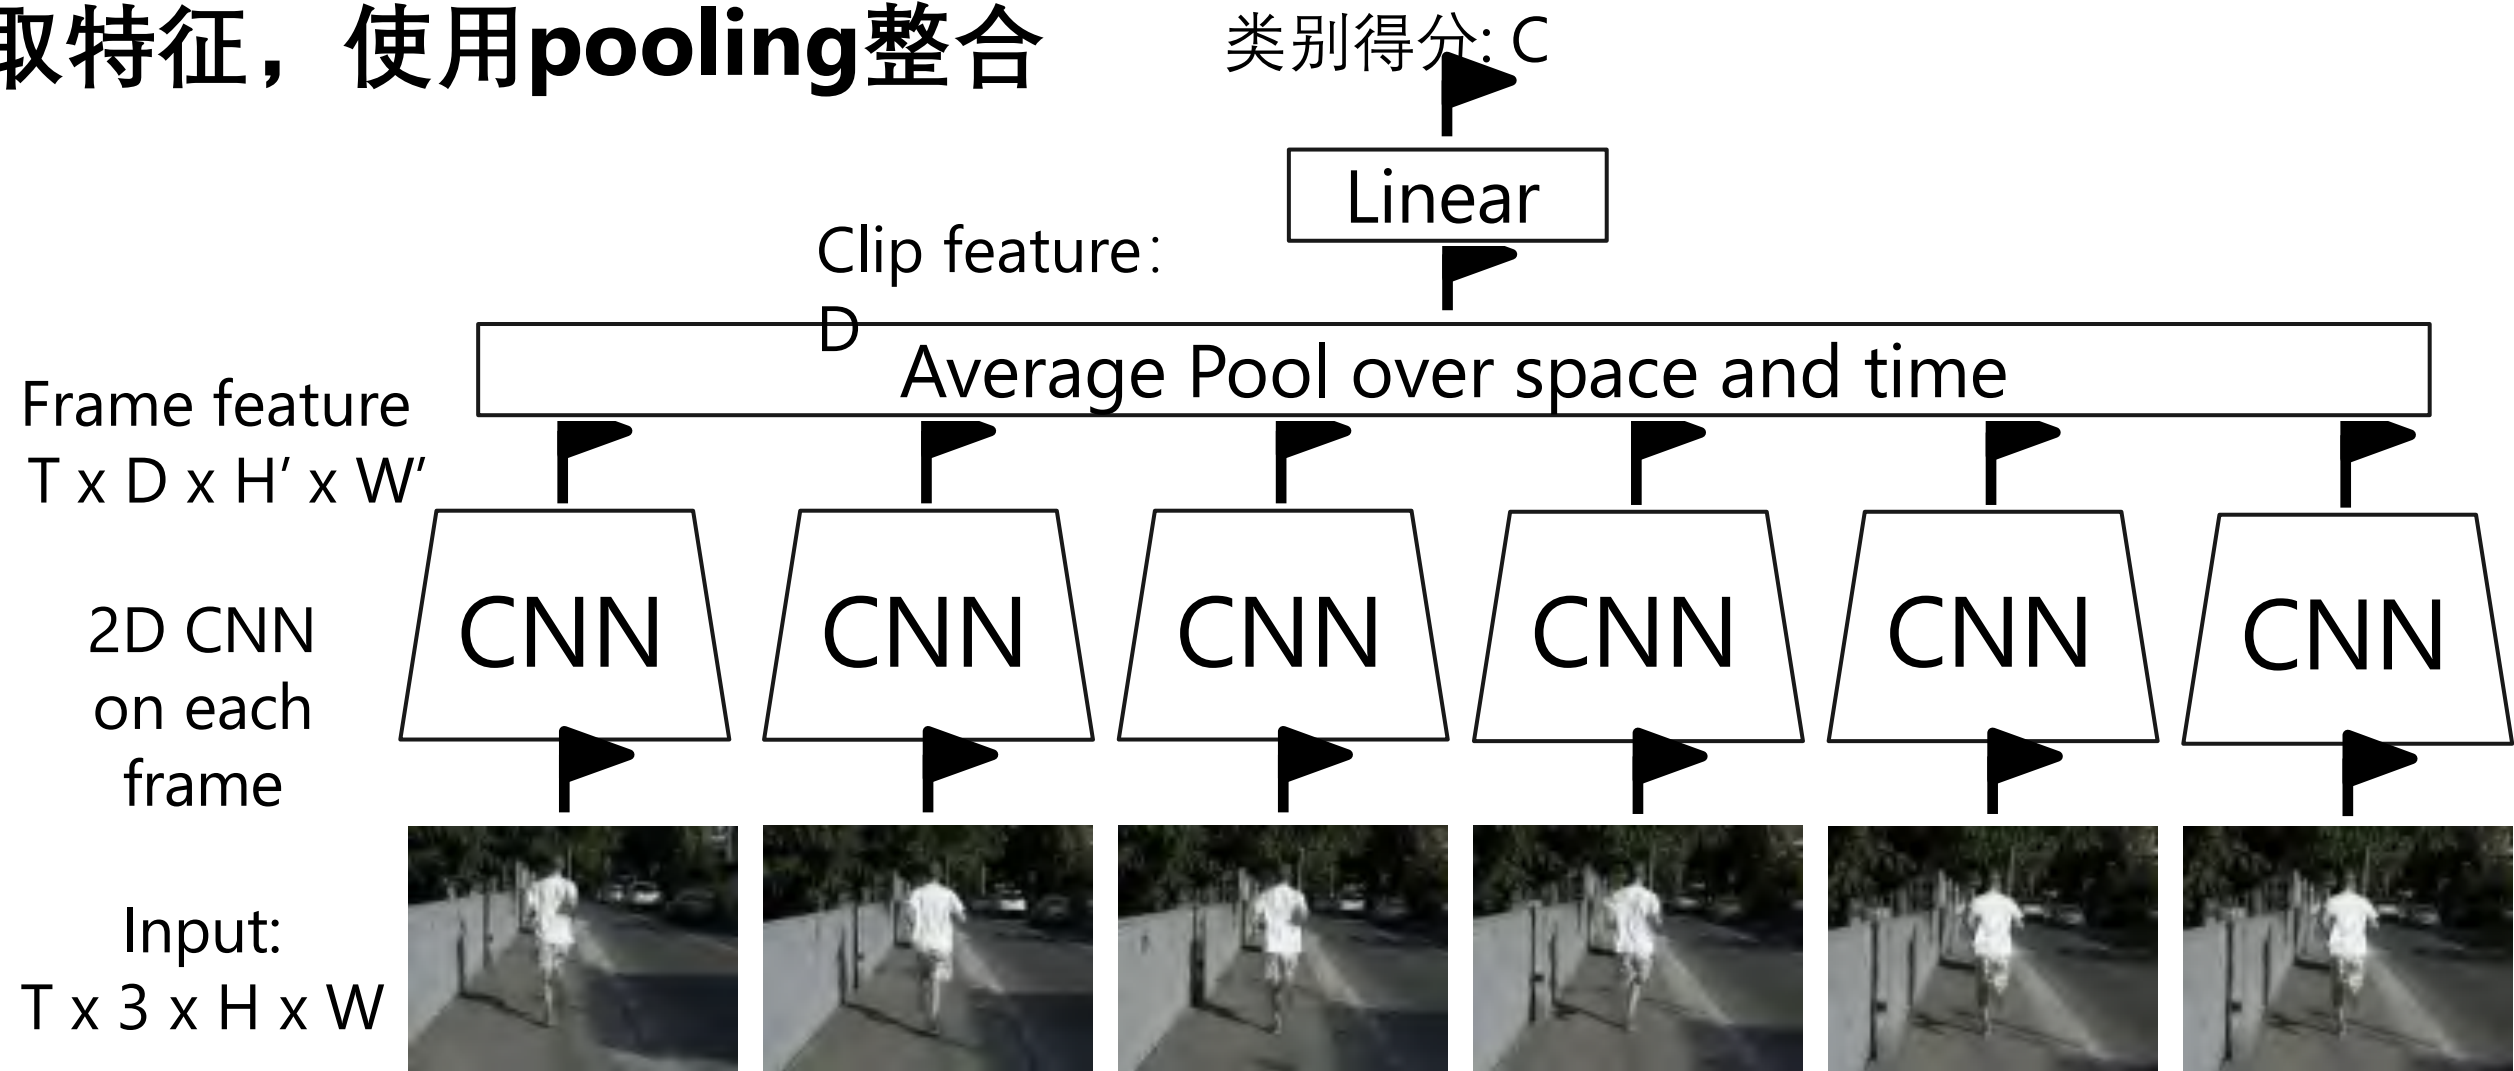 取特征，使用pooling整合
类别得分: C
Linear
Clip feature:
D
Average Pool over space and time
Frame feature
T x D x H′ x W′
CNN CNN CNN CNN CNN CNN
2D CNN
on each
frame
Input:
T x 3 x H x W